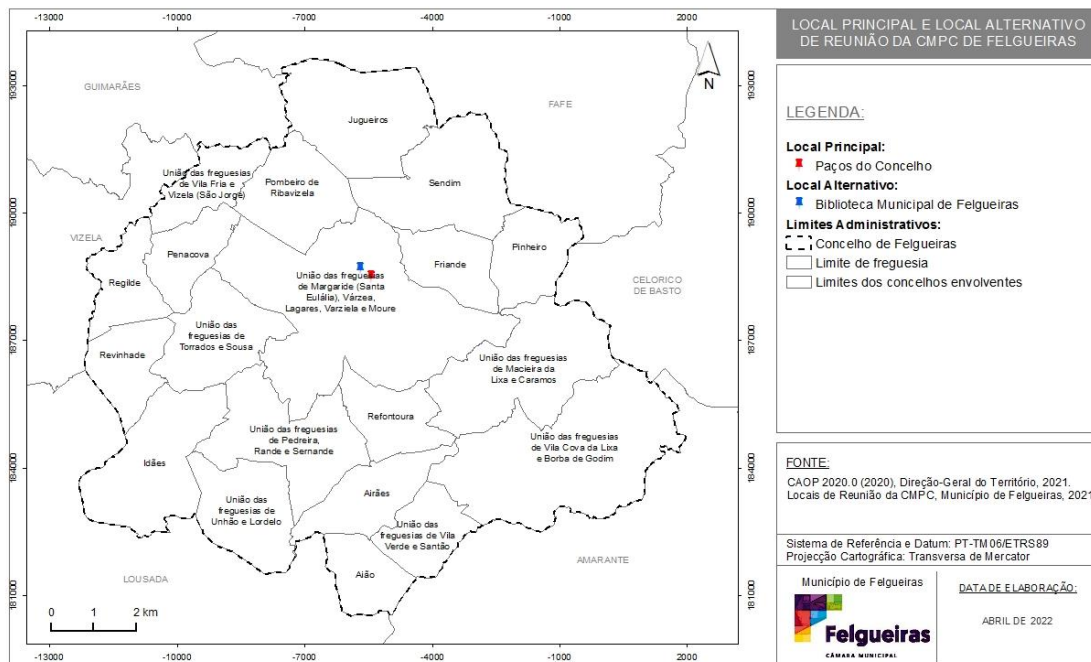 -13000
-10000
-7000
-4000
-1000
2000
193000
190000
187000
184000
181000
193000
190000
187000
184000
181000
GUIMARÃES
FAFE
VIZELA
CELORICO
DE BASTO
LOUSADA
AMARANTE
N
Jugueiros
União das freguesias
de Vila Fria e
Vizela (São Jorge)
Pombeiro de
Ribavizela
Sendim
Penacova
Pinheiro
Friande
Regilde
União das freguesias
de Margaride (Santa
Eulália), Várzea,
Lagares, Varziela e Moure
União das
freguesias de
Torrados e Sousa
Revinhade
União das freguesias
de Macieira da
Lixa e Caramos
Refontoura
União das freguesias
de Pedreira,
Rande e Sernande
União das freguesias
de Vila Cova da Lixa
e Borba de Godim
Idães
Airães
União das
freguesias de
Unhão e Lordelo
União das
freguesias de Vila
Verde e Santão
Aião
0 1 2 km
-13000
-10000
-7000
-4000
-1000
2000
LOCAL PRINCIPAL E LOCAL ALTERNATIVO
DE REUNIÃO DA CMPC DE FELGUEIRAS
LEGENDA:
Local Principal:
Paços do Concelho
Local Alternativo:
Biblioteca Municipal de Felgueiras
Limites Administrativos:
Concelho de Felgueiras
Limite de freguesia
Limites dos concelhos envolventes
FONTE:
CAOP 2020.0 (2020), Direção-Geral do Território, 2021.
Locais de Reunião da CMPC, Município de Felgueiras, 2021
Sistema de Referência e Datum: PT-TM06/ETRS89
Projecção Cartográfica: Transversa de Mercator
Município de Felgueiras
Felgueiras
CÂMARA MUNICIPAL
DATA DE ELABORAÇÃO:
ABRIL DE 2022